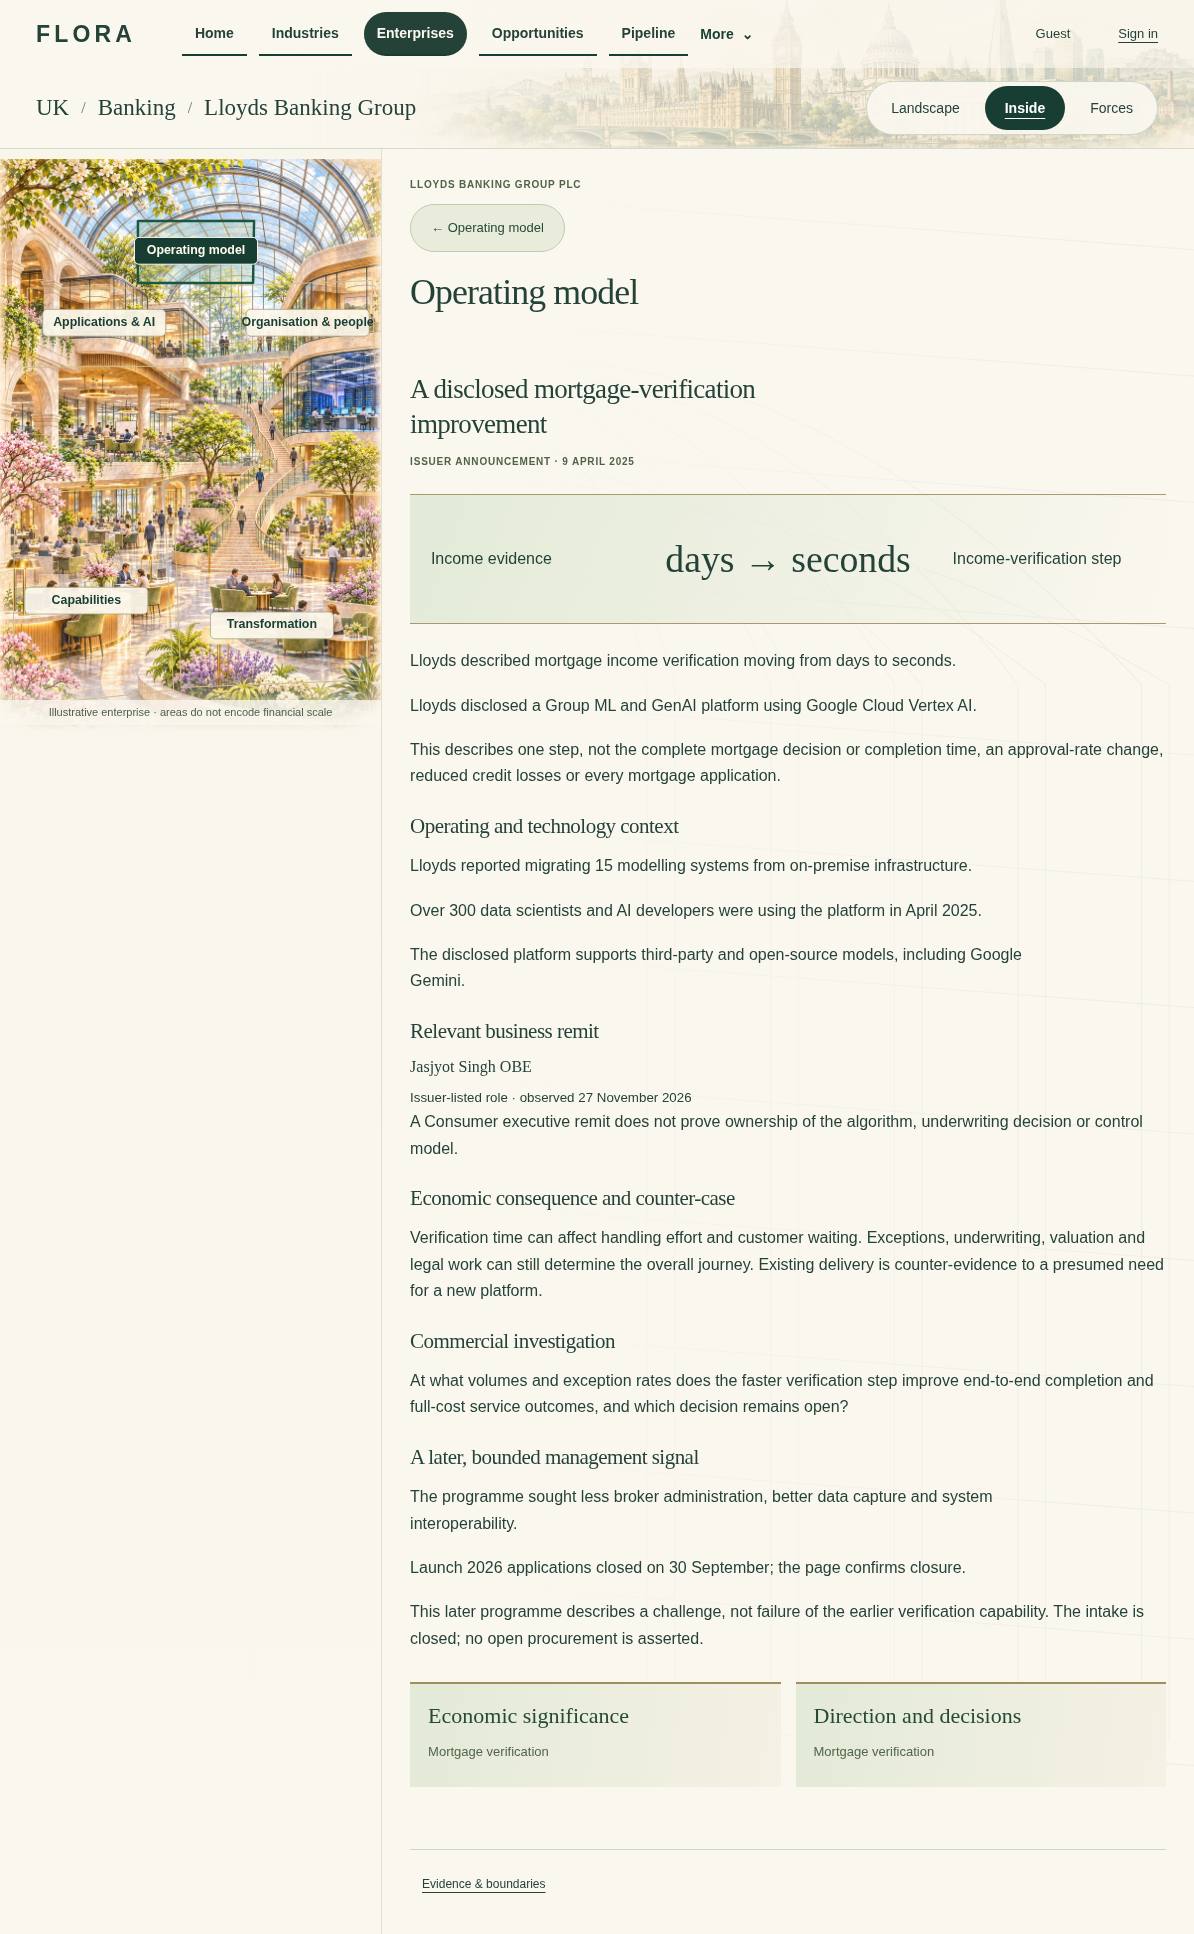 FLORA
Home
Industries
Enterprises
Opportunities
Pipeline
More
Guest
Sign in
UK / Banking / Lloyds Banking Group
Landscape
Inside
Forces
Operating model
Applications & AI
Organisation & people
Capabilities
Transformation
Illustrative enterprise · areas do not encode financial scale
LLOYDS BANKING GROUP PLC
← Operating model
Operating model
A disclosed mortgage-verification
improvement
ISSUER ANNOUNCEMENT · 9 APRIL 2025
Income evidence
days → seconds
Income-verification step
Lloyds described mortgage income verification moving from days to seconds.
Lloyds disclosed a Group ML and GenAI platform using Google Cloud Vertex AI.
This describes one step, not the complete mortgage decision or completion time, an approval-rate change,
reduced credit losses or every mortgage application.
Operating and technology context
Lloyds reported migrating 15 modelling systems from on-premise infrastructure.
Over 300 data scientists and AI developers were using the platform in April 2025.
The disclosed platform supports third-party and open-source models, including Google
Gemini.
Relevant business remit
Jasjyot Singh OBE
Issuer-listed role · observed 27 November 2026
A Consumer executive remit does not prove ownership of the algorithm, underwriting decision or control
model.
Economic consequence and counter-case
Verification time can affect handling effort and customer waiting. Exceptions, underwriting, valuation and
legal work can still determine the overall journey. Existing delivery is counter-evidence to a presumed need
for a new platform.
Commercial investigation
At what volumes and exception rates does the faster verification step improve end-to-end completion and
full-cost service outcomes, and which decision remains open?
A later, bounded management signal
The programme sought less broker administration, better data capture and system
interoperability.
Launch 2026 applications closed on 30 September; the page confirms closure.
This later programme describes a challenge, not failure of the earlier verification capability. The intake is
closed; no open procurement is asserted.
Economic significance
Mortgage verification
Direction and decisions
Mortgage verification
Evidence & boundaries